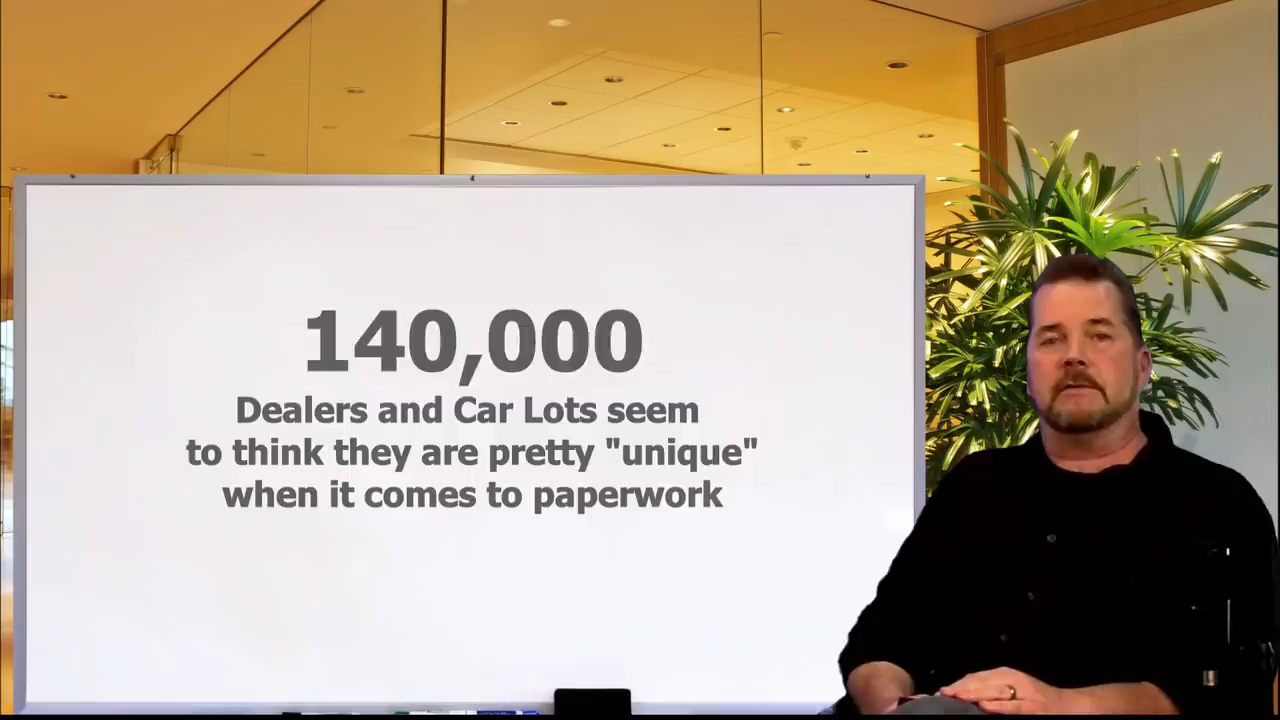 140,000
Dealers and Car Lots seem
to think they are pretty "unique"
when it comes to paperwork